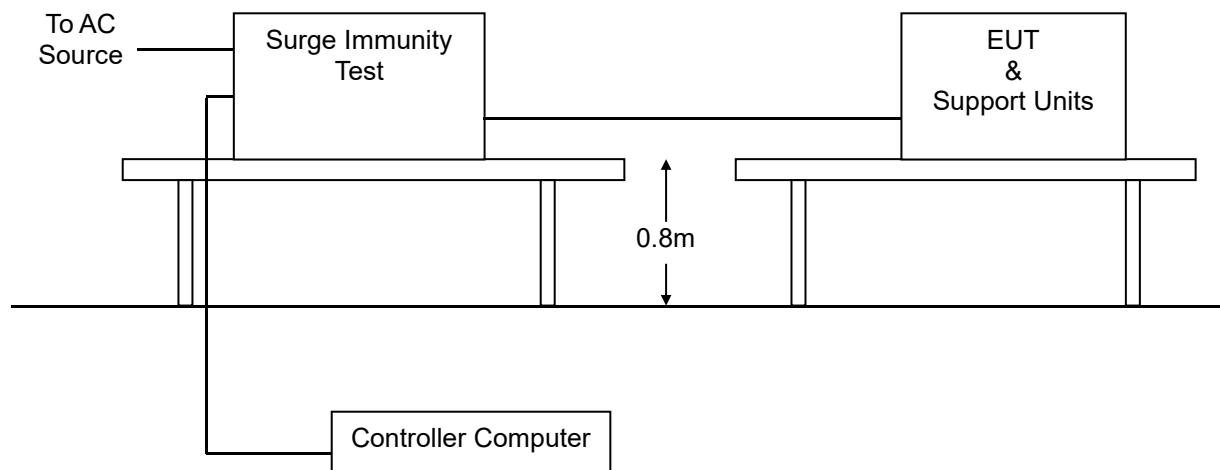 To AC
Source
Surge Immunity
Test
EUT
&
Support Units
0.8m
Controller Computer